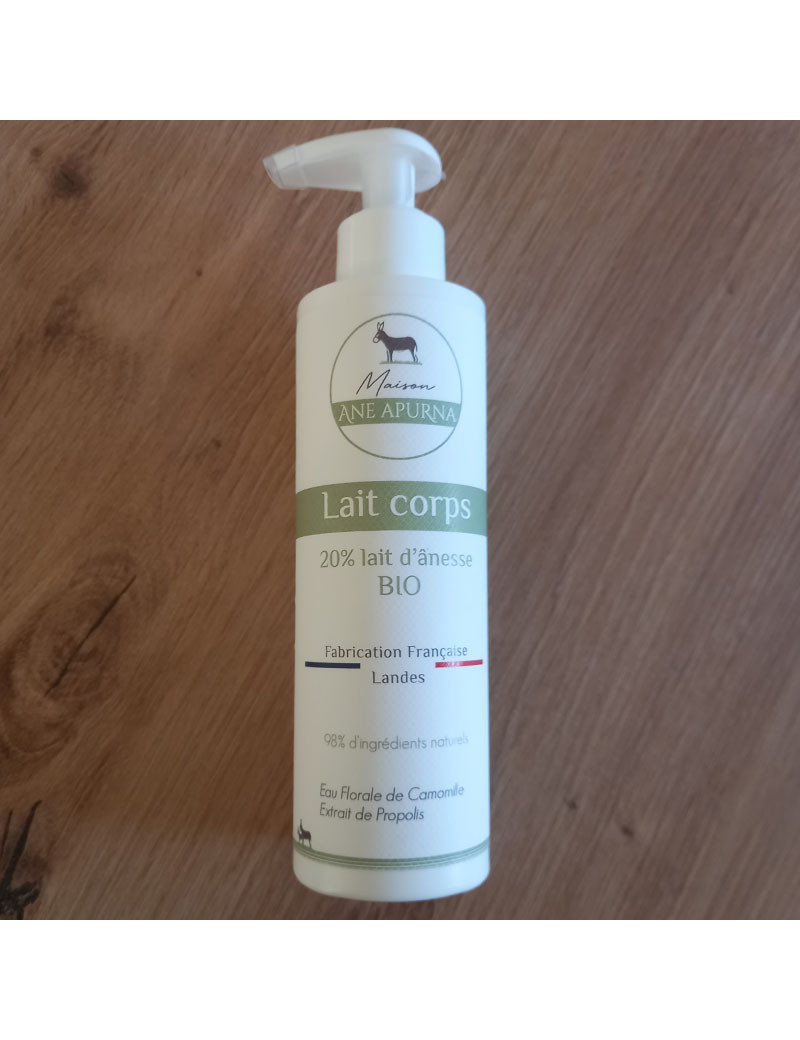 Maison
ANE APURNA
Lait corps
20% lait d'ânesse
BIO
Fabrication Française
Landes
98% d'ingrédients naturels
Eau Florale de Camomille
Extrait de Propolis